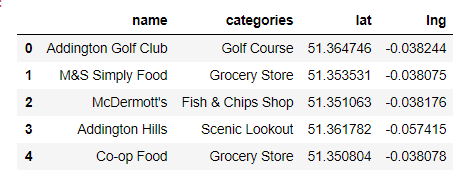 name categories lat lng
0 Addington Golf Club Golf Course 51.364746 -0.038244
1 M&S Simply Food Grocery Store 51.353531 -0.038075
2 McDermott's Fish & Chips Shop 51.351063 -0.038176
3 Addington Hills Scenic Lookout 51.361782 -0.057415
4 Co-op Food Grocery Store 51.350804 -0.038078